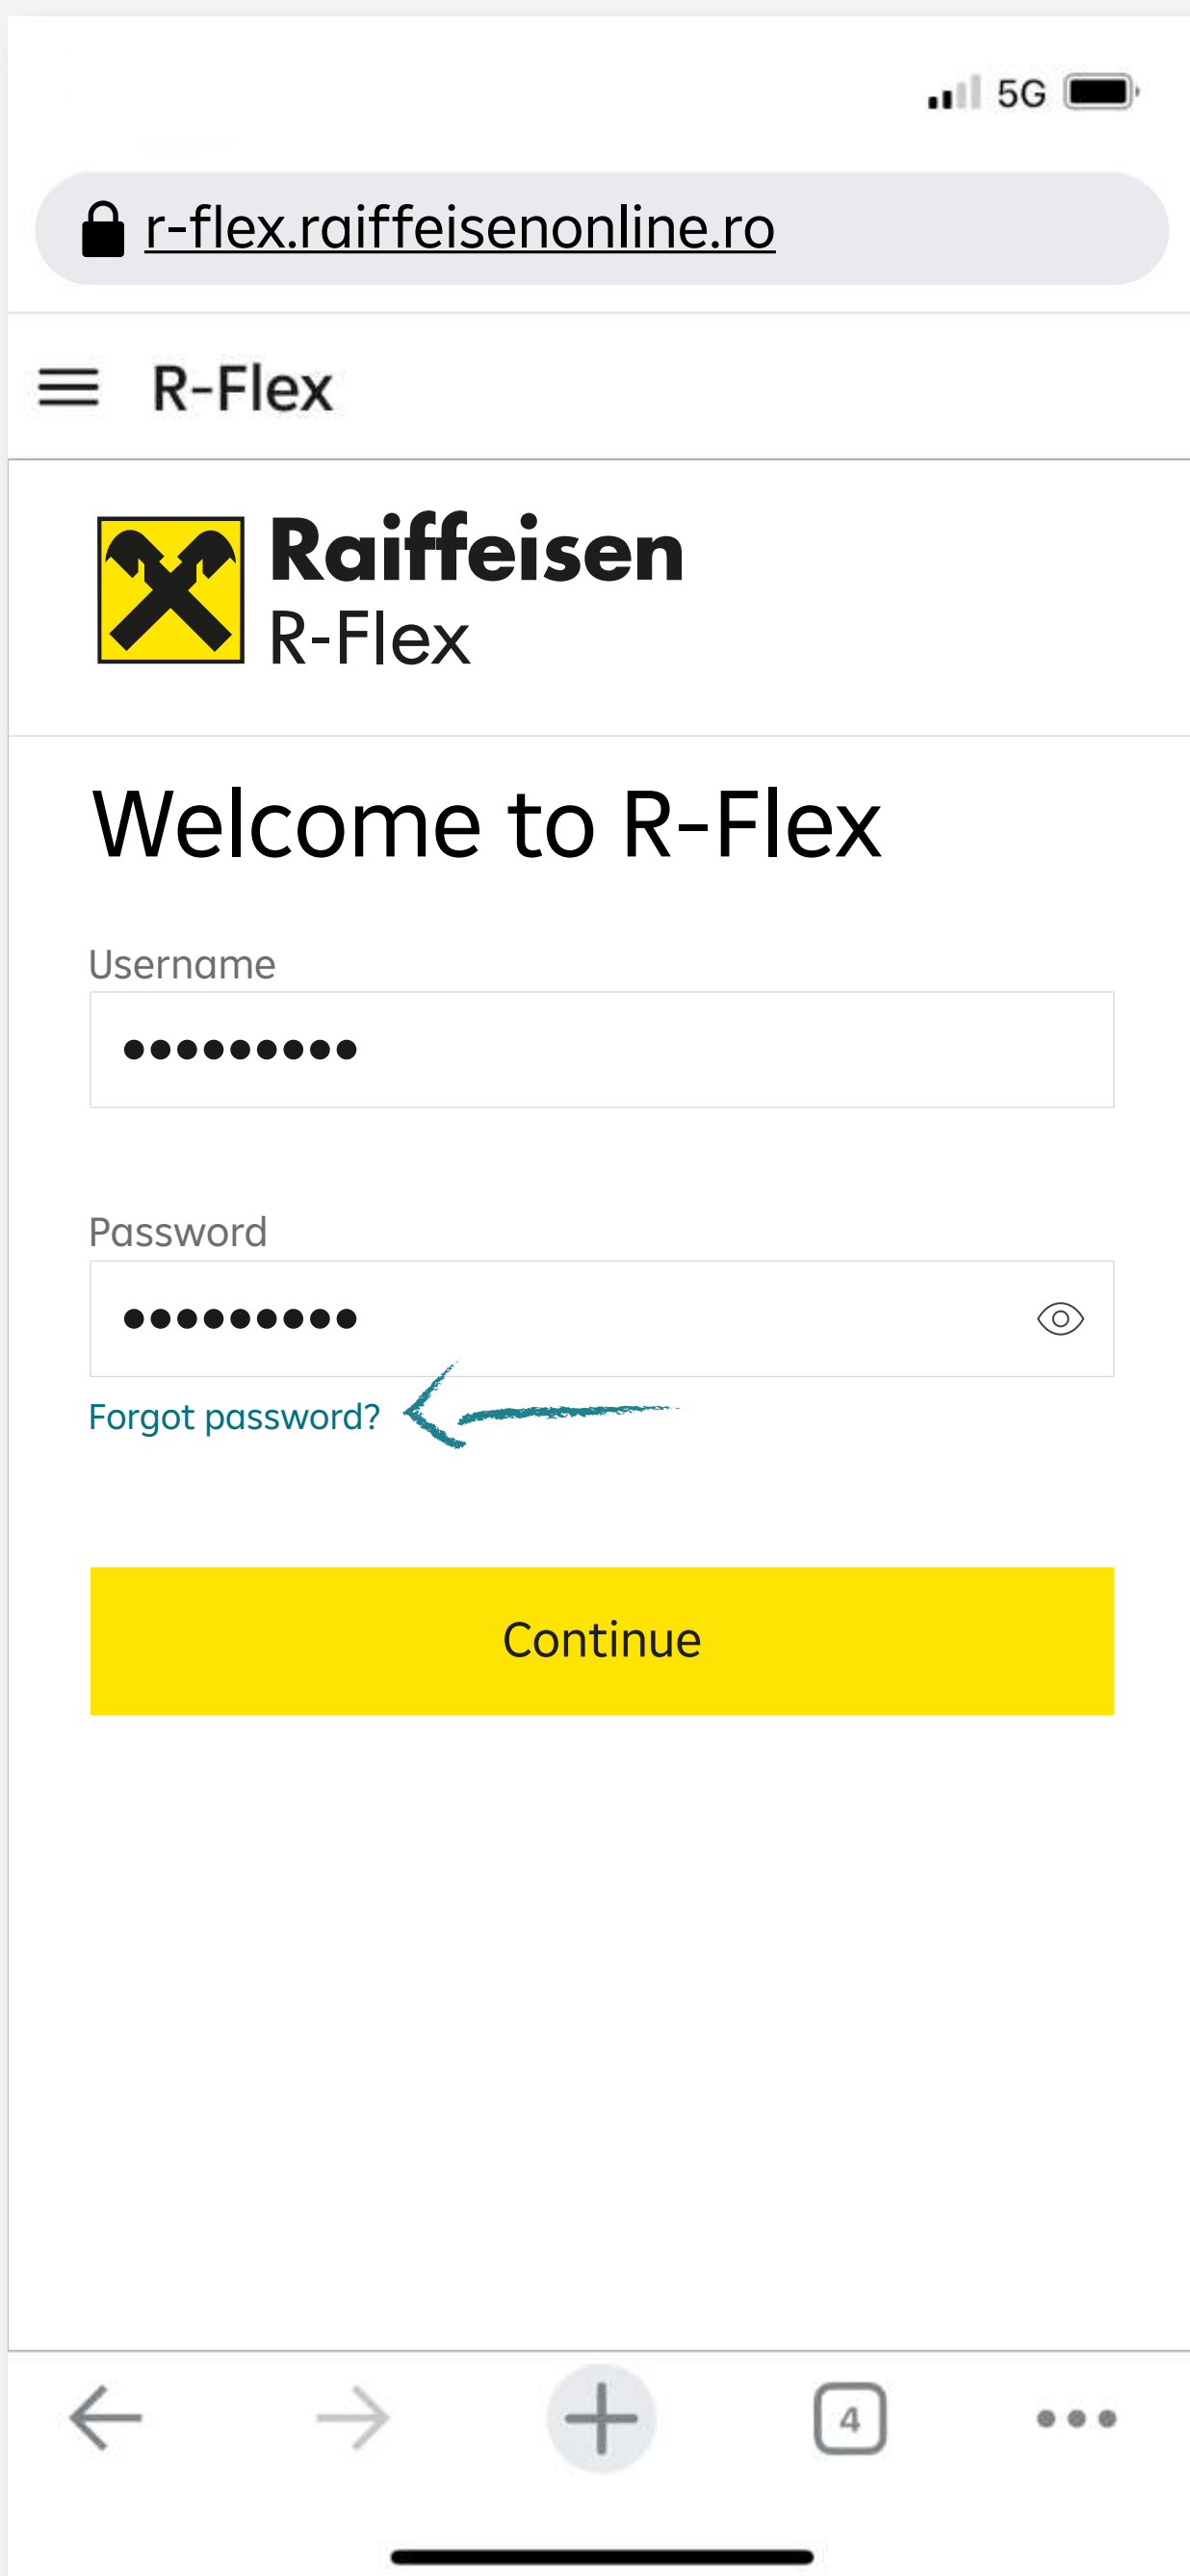 5G
r-flex.raiffeisenonline.ro
R-Flex
Raiffeisen
R-Flex
Welcome to R-Flex
Username
•••••••••
Password
•••••••••
Forgot password?
Continue
4